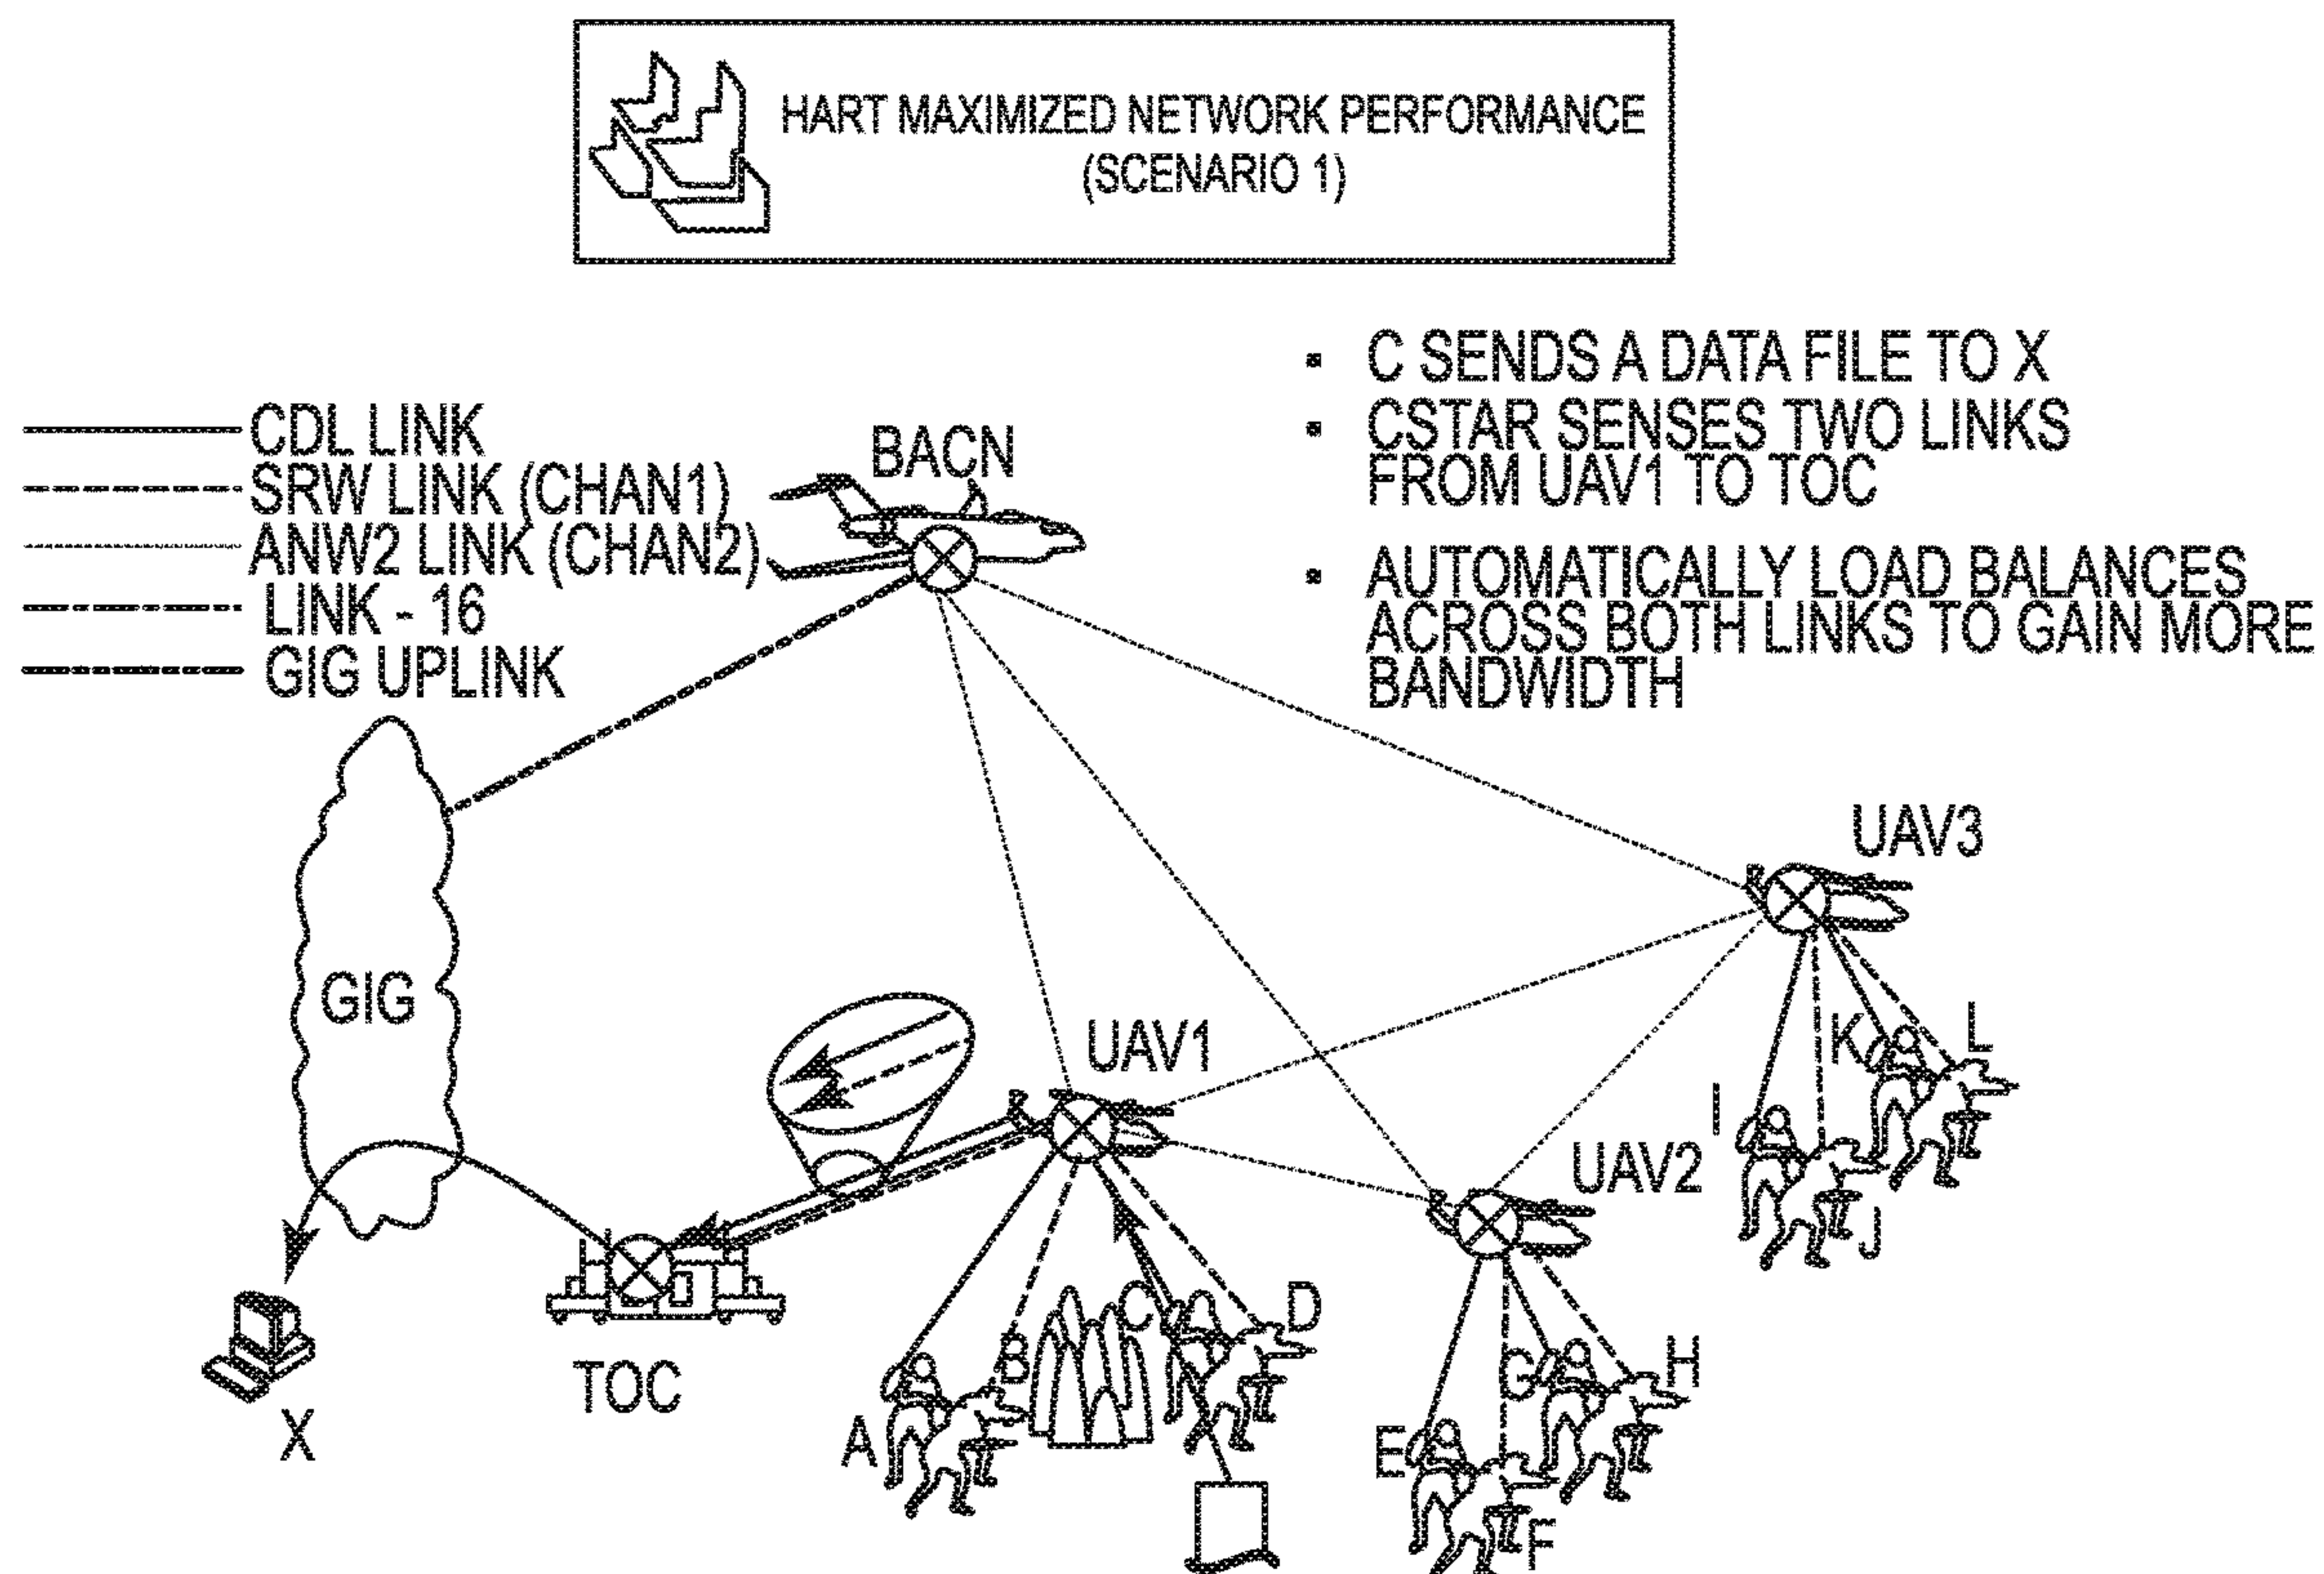 HART MAXIMIZED NETWORK PERFORMANCE
(SCENARIO 1)
CDL LINK
SRW LINK (CHAN1)
ANW2 LINK (CHAN2)
LINK - 16
GIG UPLINK
BACN
▪ C SENDS A DATA FILE TO X
▪ CSTAR SENSES TWO LINKS
FROM UAV1 TO TOC
▪ AUTOMATICALLY LOAD BALANCES
ACROSS BOTH LINKS TO GAIN MORE
BANDWIDTH
UAV3
GIG
UAV1
K
L
I
UAV2
J
C
D
B
G
H
TOC
X
A
E
F